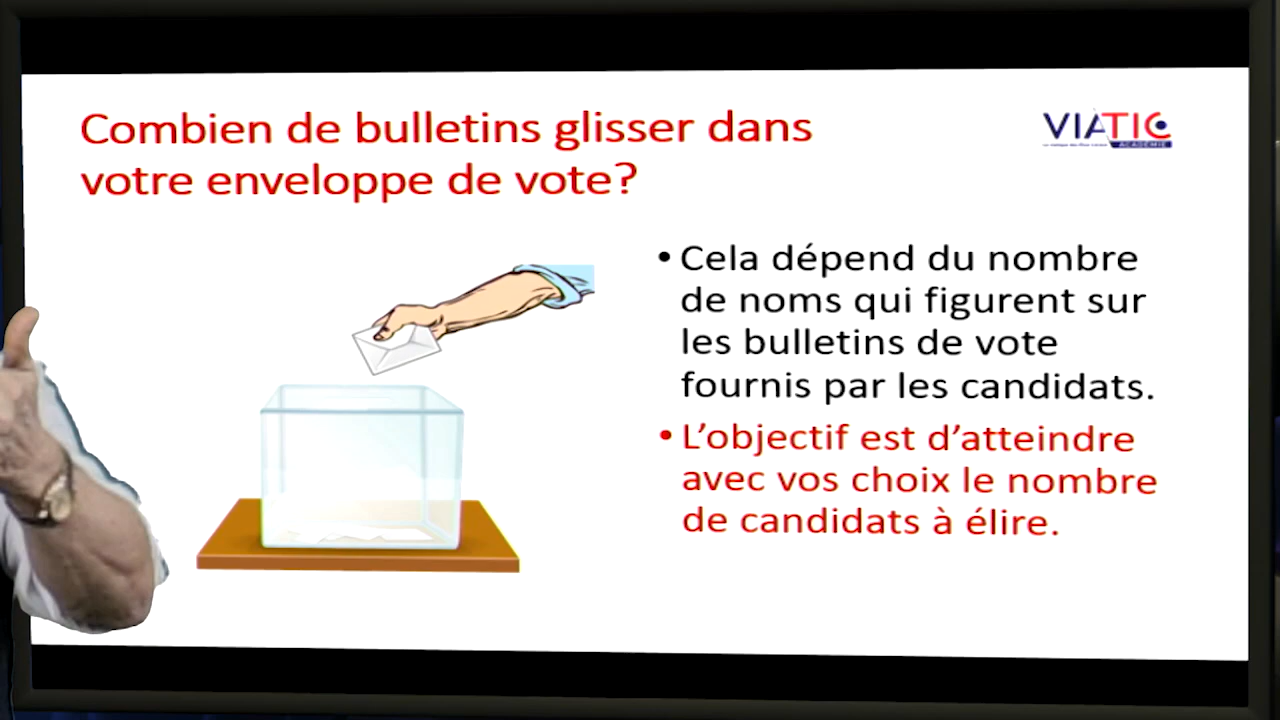 Combien de bulletins glisser dans
votre enveloppe de vote?
VIATIC
ACADEMIE
• Cela dépend du nombre
de noms qui figurent sur
les bulletins de vote
fournis par les candidats.
• L’objectif est d’atteindre
avec vos choix le nombre
de candidats à élire.